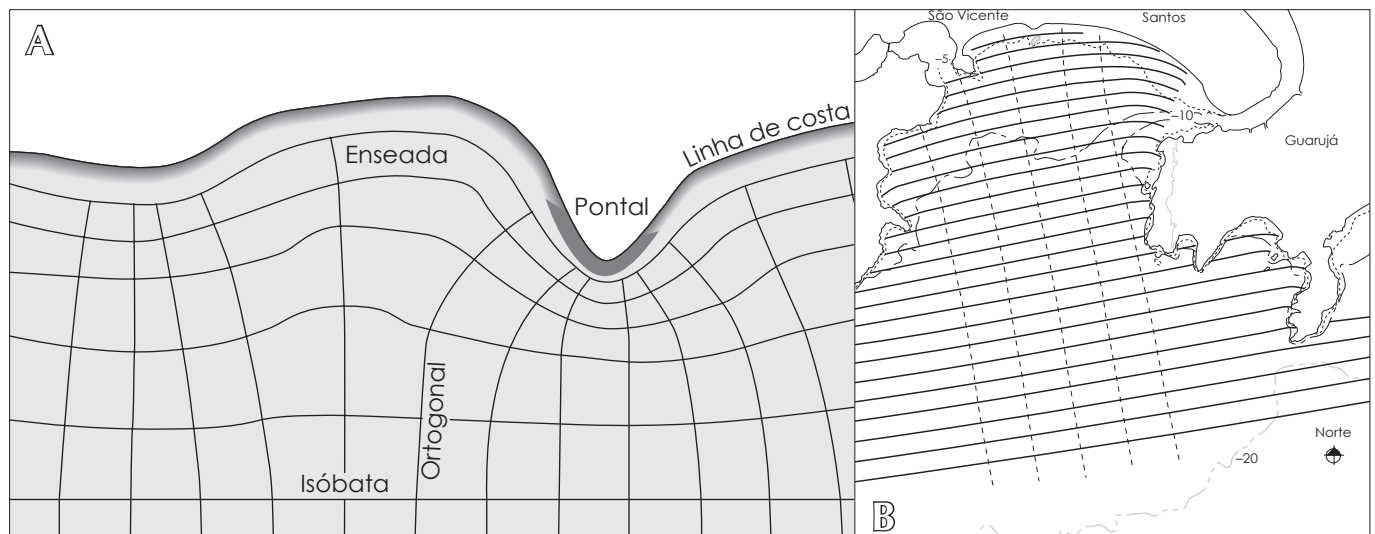 A
Enseada
Pontal
Linha de costa
Ortogonal
Isóbata
São Vicente
Santos
–5
–10
Guarujá
Norte
–20
B